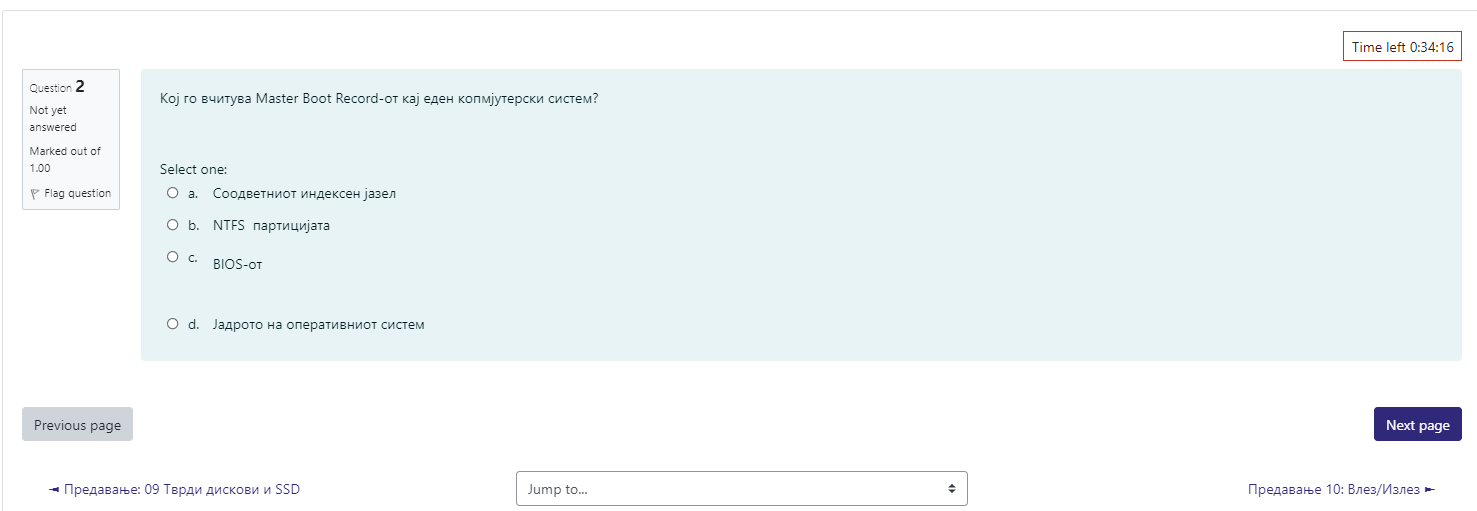 Time left 0:34:16
Question 2
Not yet
answered
Marked out of
1.00
Flag question
Кој го вчитува Master Boot Record-от кај еден копмјутерски систем?
Select one:
a. Соодветниот индексен јазел
b. NTFS партицијата
c. BIOS-от
d. Јадрото на оперативниот систем
Previous page
Next page
◄ Предавање: 09 Тврди дискови и SSD
Jump to...
Предавање 10: Влез/Излез ►